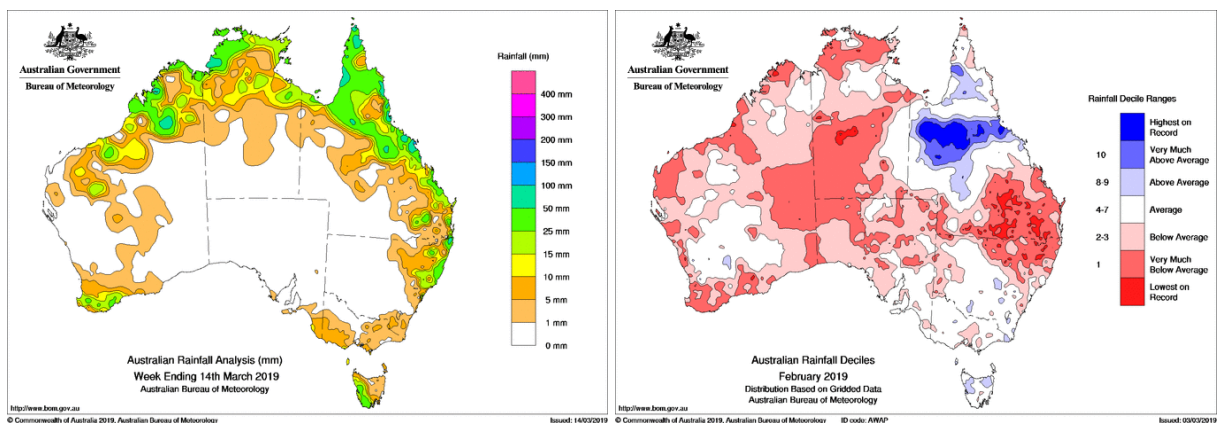 Australian Government
Bureau of Meteorology
Rainfall (mm)
400 mm
300 mm
200 mm
150 mm
100 mm
50 mm
25 mm
15 mm
10 mm
5 mm
1 mm
0 mm
Australian Rainfall Analysis (mm)
Week Ending 14th March 2019
Australian Bureau of Meteorology
http://www.bom.gov.au
© Commonwealth of Australia 2019, Australian Bureau of Meteorology
Issued: 14/03/2019
Australian Government
Bureau of Meteorology
Rainfall Decile Ranges
Highest on
Record
10 Very Much
Above Average
8-9 Above Average
4-7 Average
2-3 Below Average
1 Very Much
Below Average
Lowest on
Record
Australian Rainfall Deciles
February 2019
Distribution Based on Gridded Data
Australian Bureau of Meteorology
http://www.bom.gov.au
© Commonwealth of Australia 2019, Australian Bureau of Meteorology
ID code: AWAP
Issued: 03/03/2019